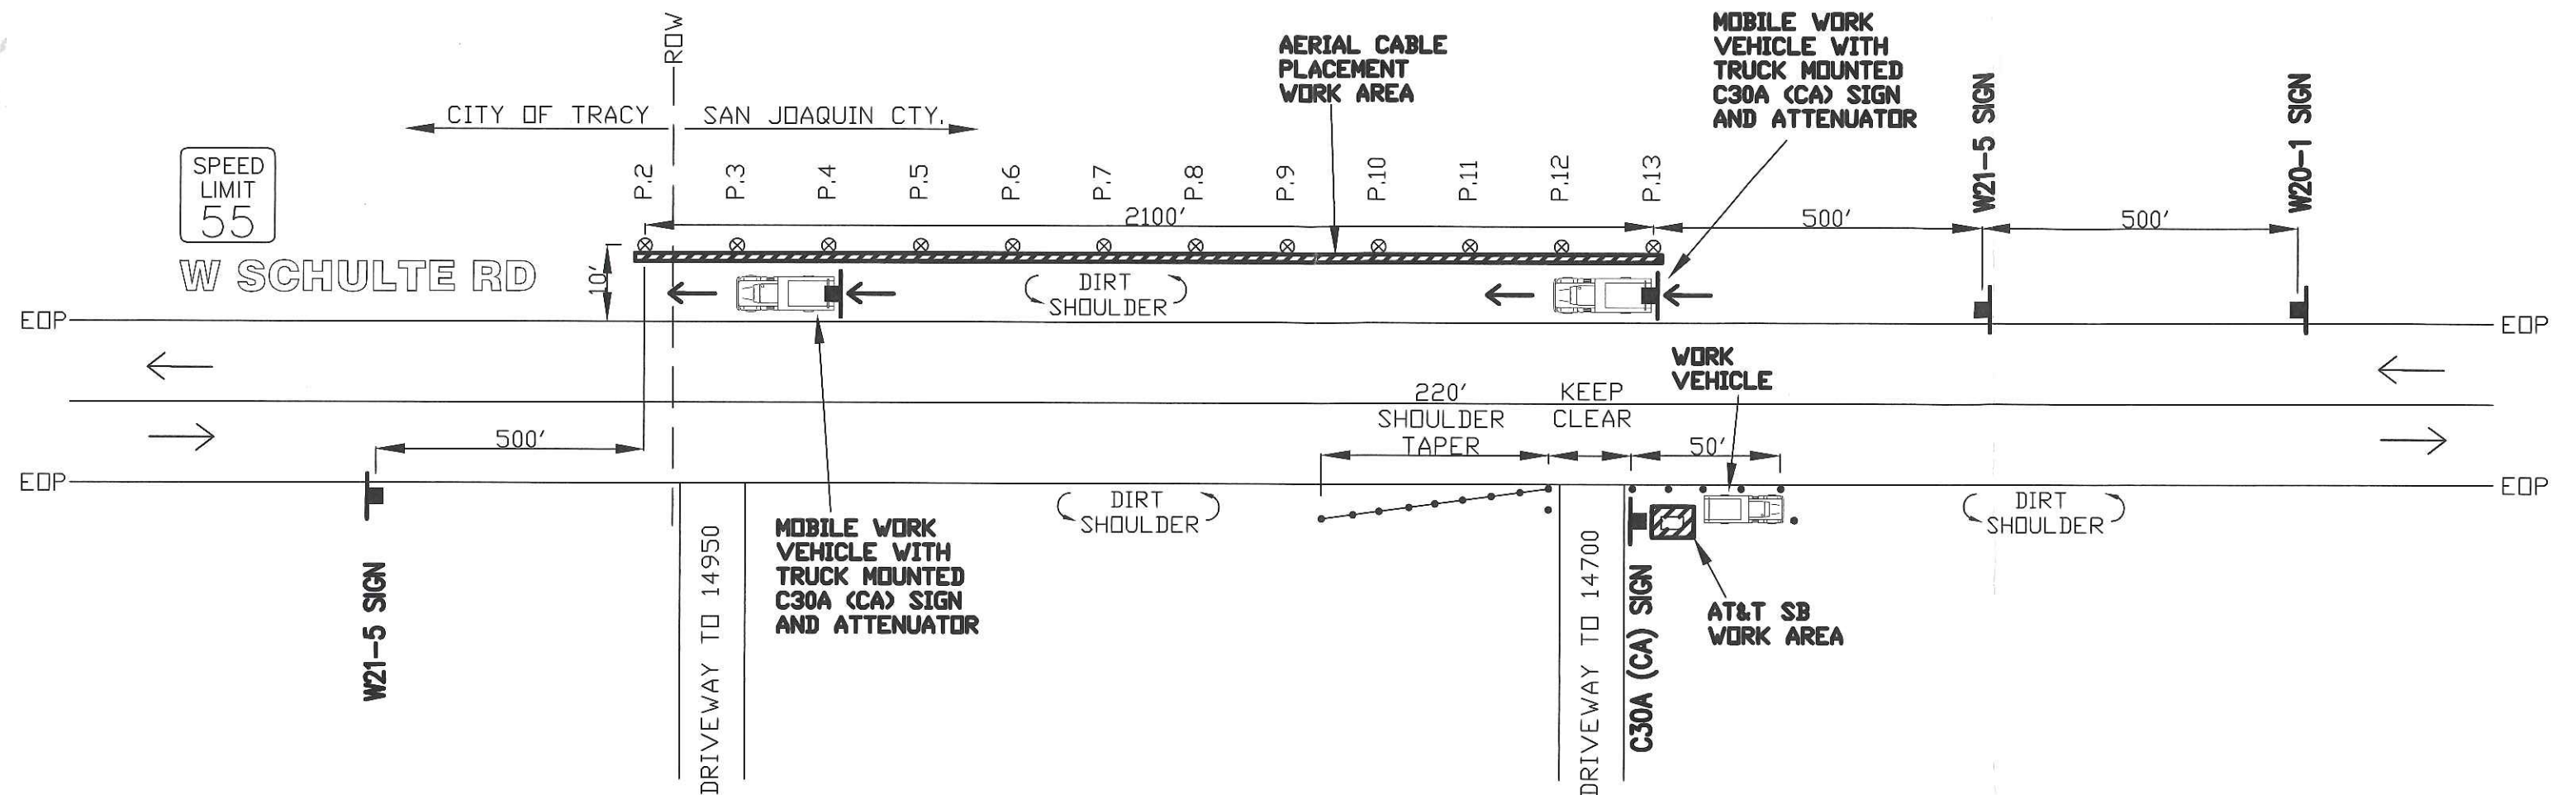 ROW
CITY OF TRACY
SAN JOAQUIN CTY.
AERIAL CABLE
PLACEMENT
WORK AREA
MOBILE WORK
VEHICLE WITH
TRUCK MOUNTED
C30A (CA) SIGN
AND ATTENUATOR
W21-5 SIGN
W20-1 SIGN
SPEED
LIMIT
55
W SCHULTE RD
P.2
P.3
P.4
P.5
P.6
P.7
P.8
P.9
P.10
P.11
P.12
P.13
2100'
500'
500'
10'
DIRT
SHOULDER
EOP
EOP
WORK
VEHICLE
220'
SHOULDER
TAPER
KEEP
CLEAR
50'
500'
EOP
EOP
DIRT
SHOULDER
DIRT
SHOULDER
W21-5 SIGN
DRIVEWAY TO 14950
MOBILE WORK
VEHICLE WITH
TRUCK MOUNTED
C30A (CA) SIGN
AND ATTENUATOR
DRIVEWAY TO 14700
C30A (CA) SIGN
AT&T SB
WORK AREA